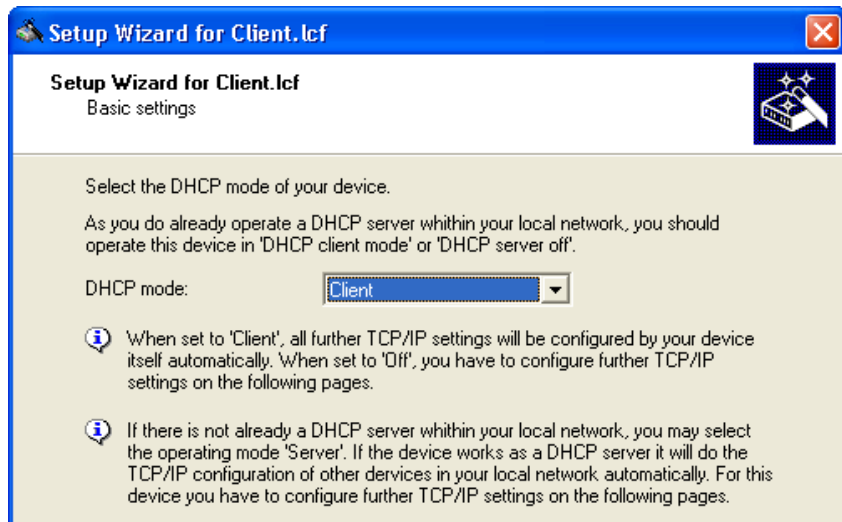 Setup Wizard for Client.lcf
Setup Wizard for Client.lcf
Basic settings
Select the DHCP mode of your device.
As you do already operate a DHCP server whithin your local network, you should
operate this device in 'DHCP client mode' or 'DHCP server off'.
DHCP mode: Client
When set to 'Client', all further TCP/IP settings will be configured by your device
itself automatically. When set to 'Off', you have to configure further TCP/IP
settings on the following pages.
If there is not already a DHCP server whithin your local network, you may select
the operating mode 'Server'. If the device works as a DHCP server it will do the
TCP/IP configuration of other dervices in your local network automatically. For this
device you have to configure further TCP/IP settings on the following pages.